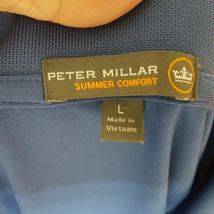 PETER MILLAR
SUMMER COMFORT
L
Made in
Vietnam